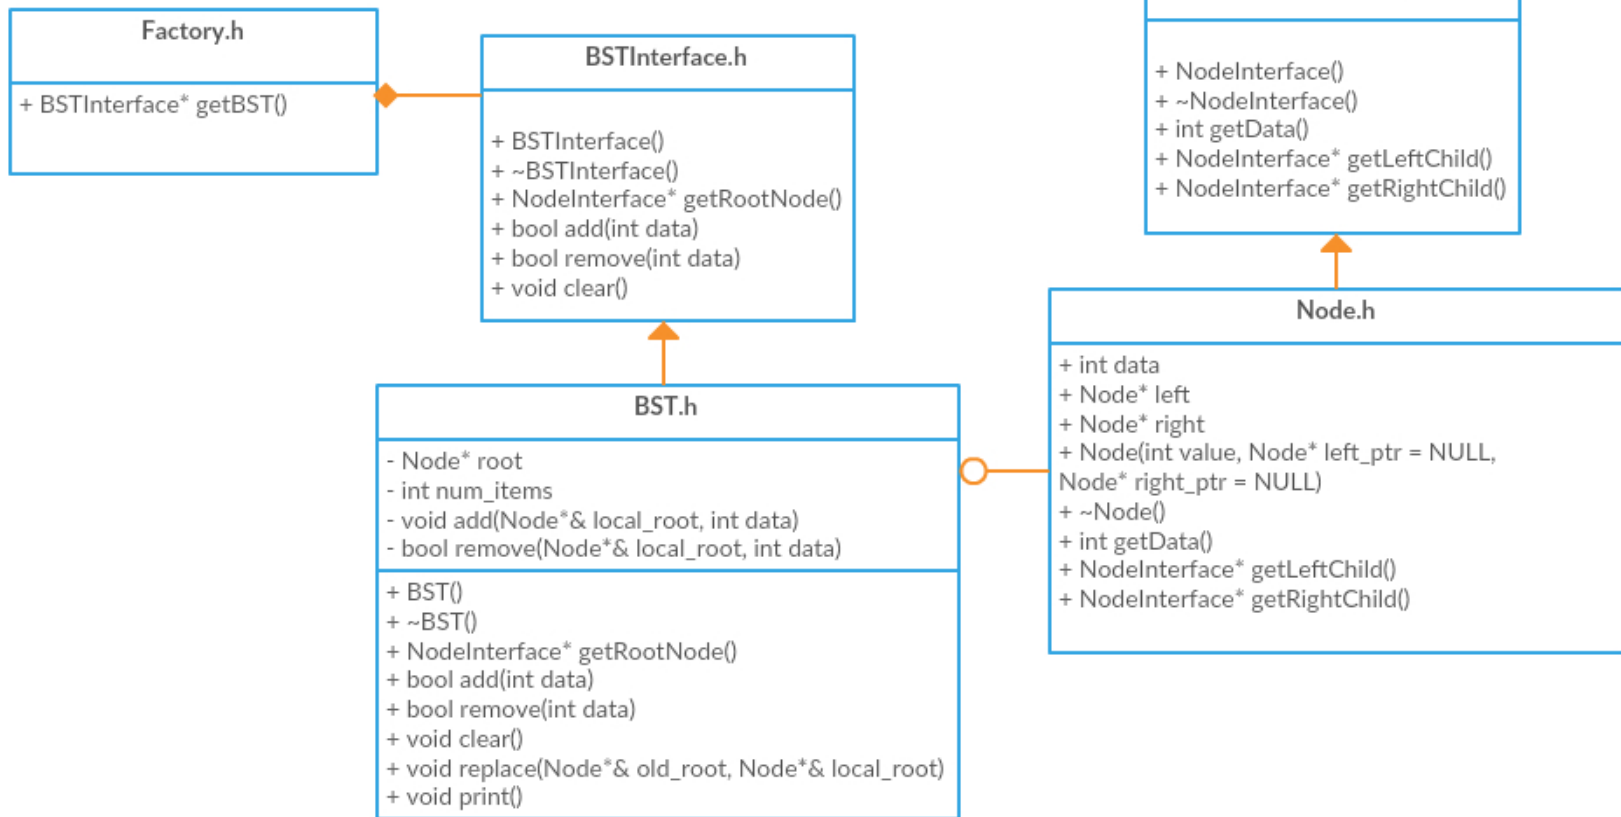 Factory.h
+ BSTInterface* getBST()
BSTInterface.h
+ BSTInterface()
+ ~BSTInterface()
+ NodeInterface* getRootNode()
+ bool add(int data)
+ bool remove(int data)
+ void clear()
+ NodeInterface()
+ ~NodeInterface()
+ int getData()
+ NodeInterface* getLeftChild()
+ NodeInterface* getRightChild()
BST.h
- Node* root
- int num_items
- void add(Node*& local_root, int data)
- bool remove(Node*& local_root, int data)
+ BST()
+ ~BST()
+ NodeInterface* getRootNode()
+ bool add(int data)
+ bool remove(int data)
+ void clear()
+ void replace(Node*& old_root, Node*& local_root)
+ void print()
Node.h
+ int data
+ Node* left
+ Node* right
+ Node(int value, Node* left_ptr = NULL,
Node* right_ptr = NULL)
+ ~Node()
+ int getData()
+ NodeInterface* getLeftChild()
+ NodeInterface* getRightChild()